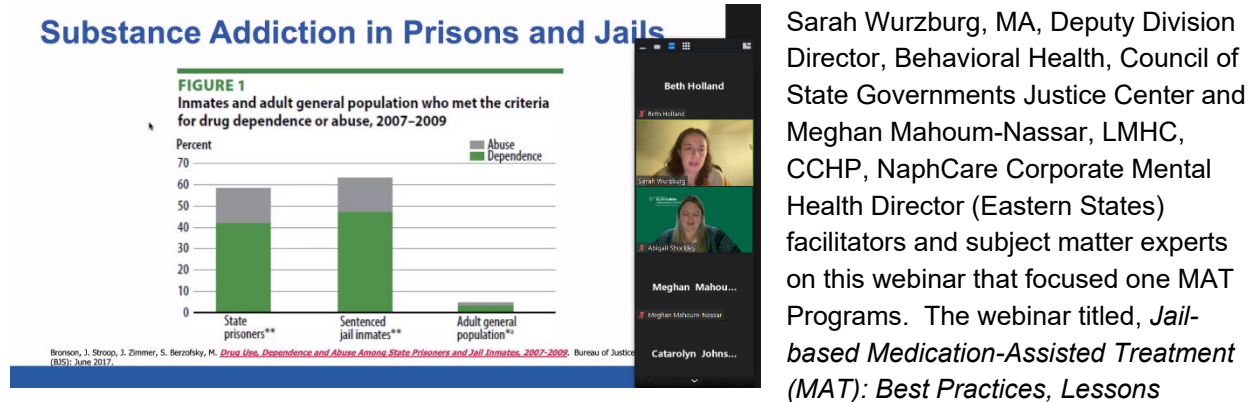 Substance Addiction in Prisons and Jails
FIGURE 1
Inmates and adult general population who met the criteria
for drug dependence or abuse, 2007–2009
Percent
Abuse
Dependence
70
60
50
40
30
20
10
0
State
prisoners**
Sentenced
jail inmates**
Adult general
Bronson, J. Stroop, J. Zimmer, S. Berzofsky, M. Drug Use, Dependence and Abuse Among State Prisoners and Jail Inmates, 2007-2009. Bureau of Justice
(BJS): June 2017.
Beth Holland
Beth Holland
Sarah Wurzburg
Abigail Shockley
Meghan Mahou...
Meghan Mahoum-Nassar
Catarolyn Johns...
Sarah Wurzburg, MA, Deputy Division
Director, Behavioral Health, Council of
State Governments Justice Center and
Meghan Mahoum-Nassar, LMHC,
CCHP, NaphCare Corporate Mental
Health Director (Eastern States)
facilitators and subject matter experts
on this webinar that focused one MAT
Programs. The webinar titled, Jail-
based Medication-Assisted Treatment
(MAT): Best Practices, Lessons